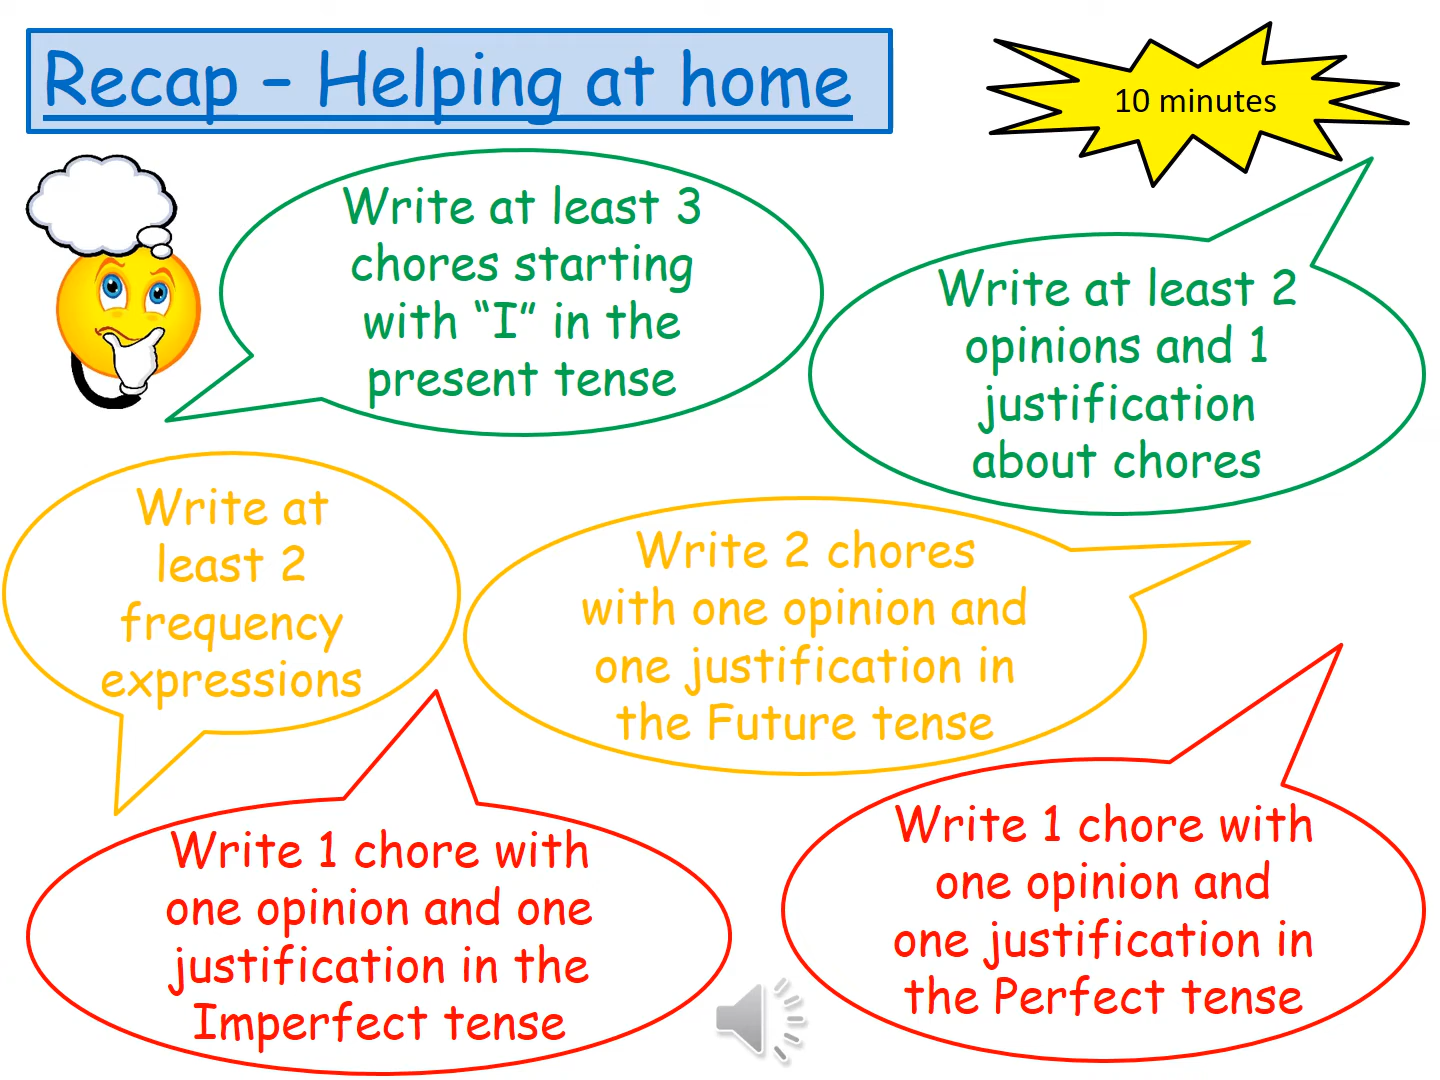 Recap – Helping at home
10 minutes
Write at least 3
chores starting
with “I” in the
present tense
Write at least 2
opinions and 1
justification
about chores
Write at
least 2
frequency
expressions
Write 2 chores
with one opinion and
one justification in
the Future tense
Write 1 chore with
one opinion and one
justification in the
Imperfect tense
Write 1 chore with
one opinion and
one justification in
the Perfect tense